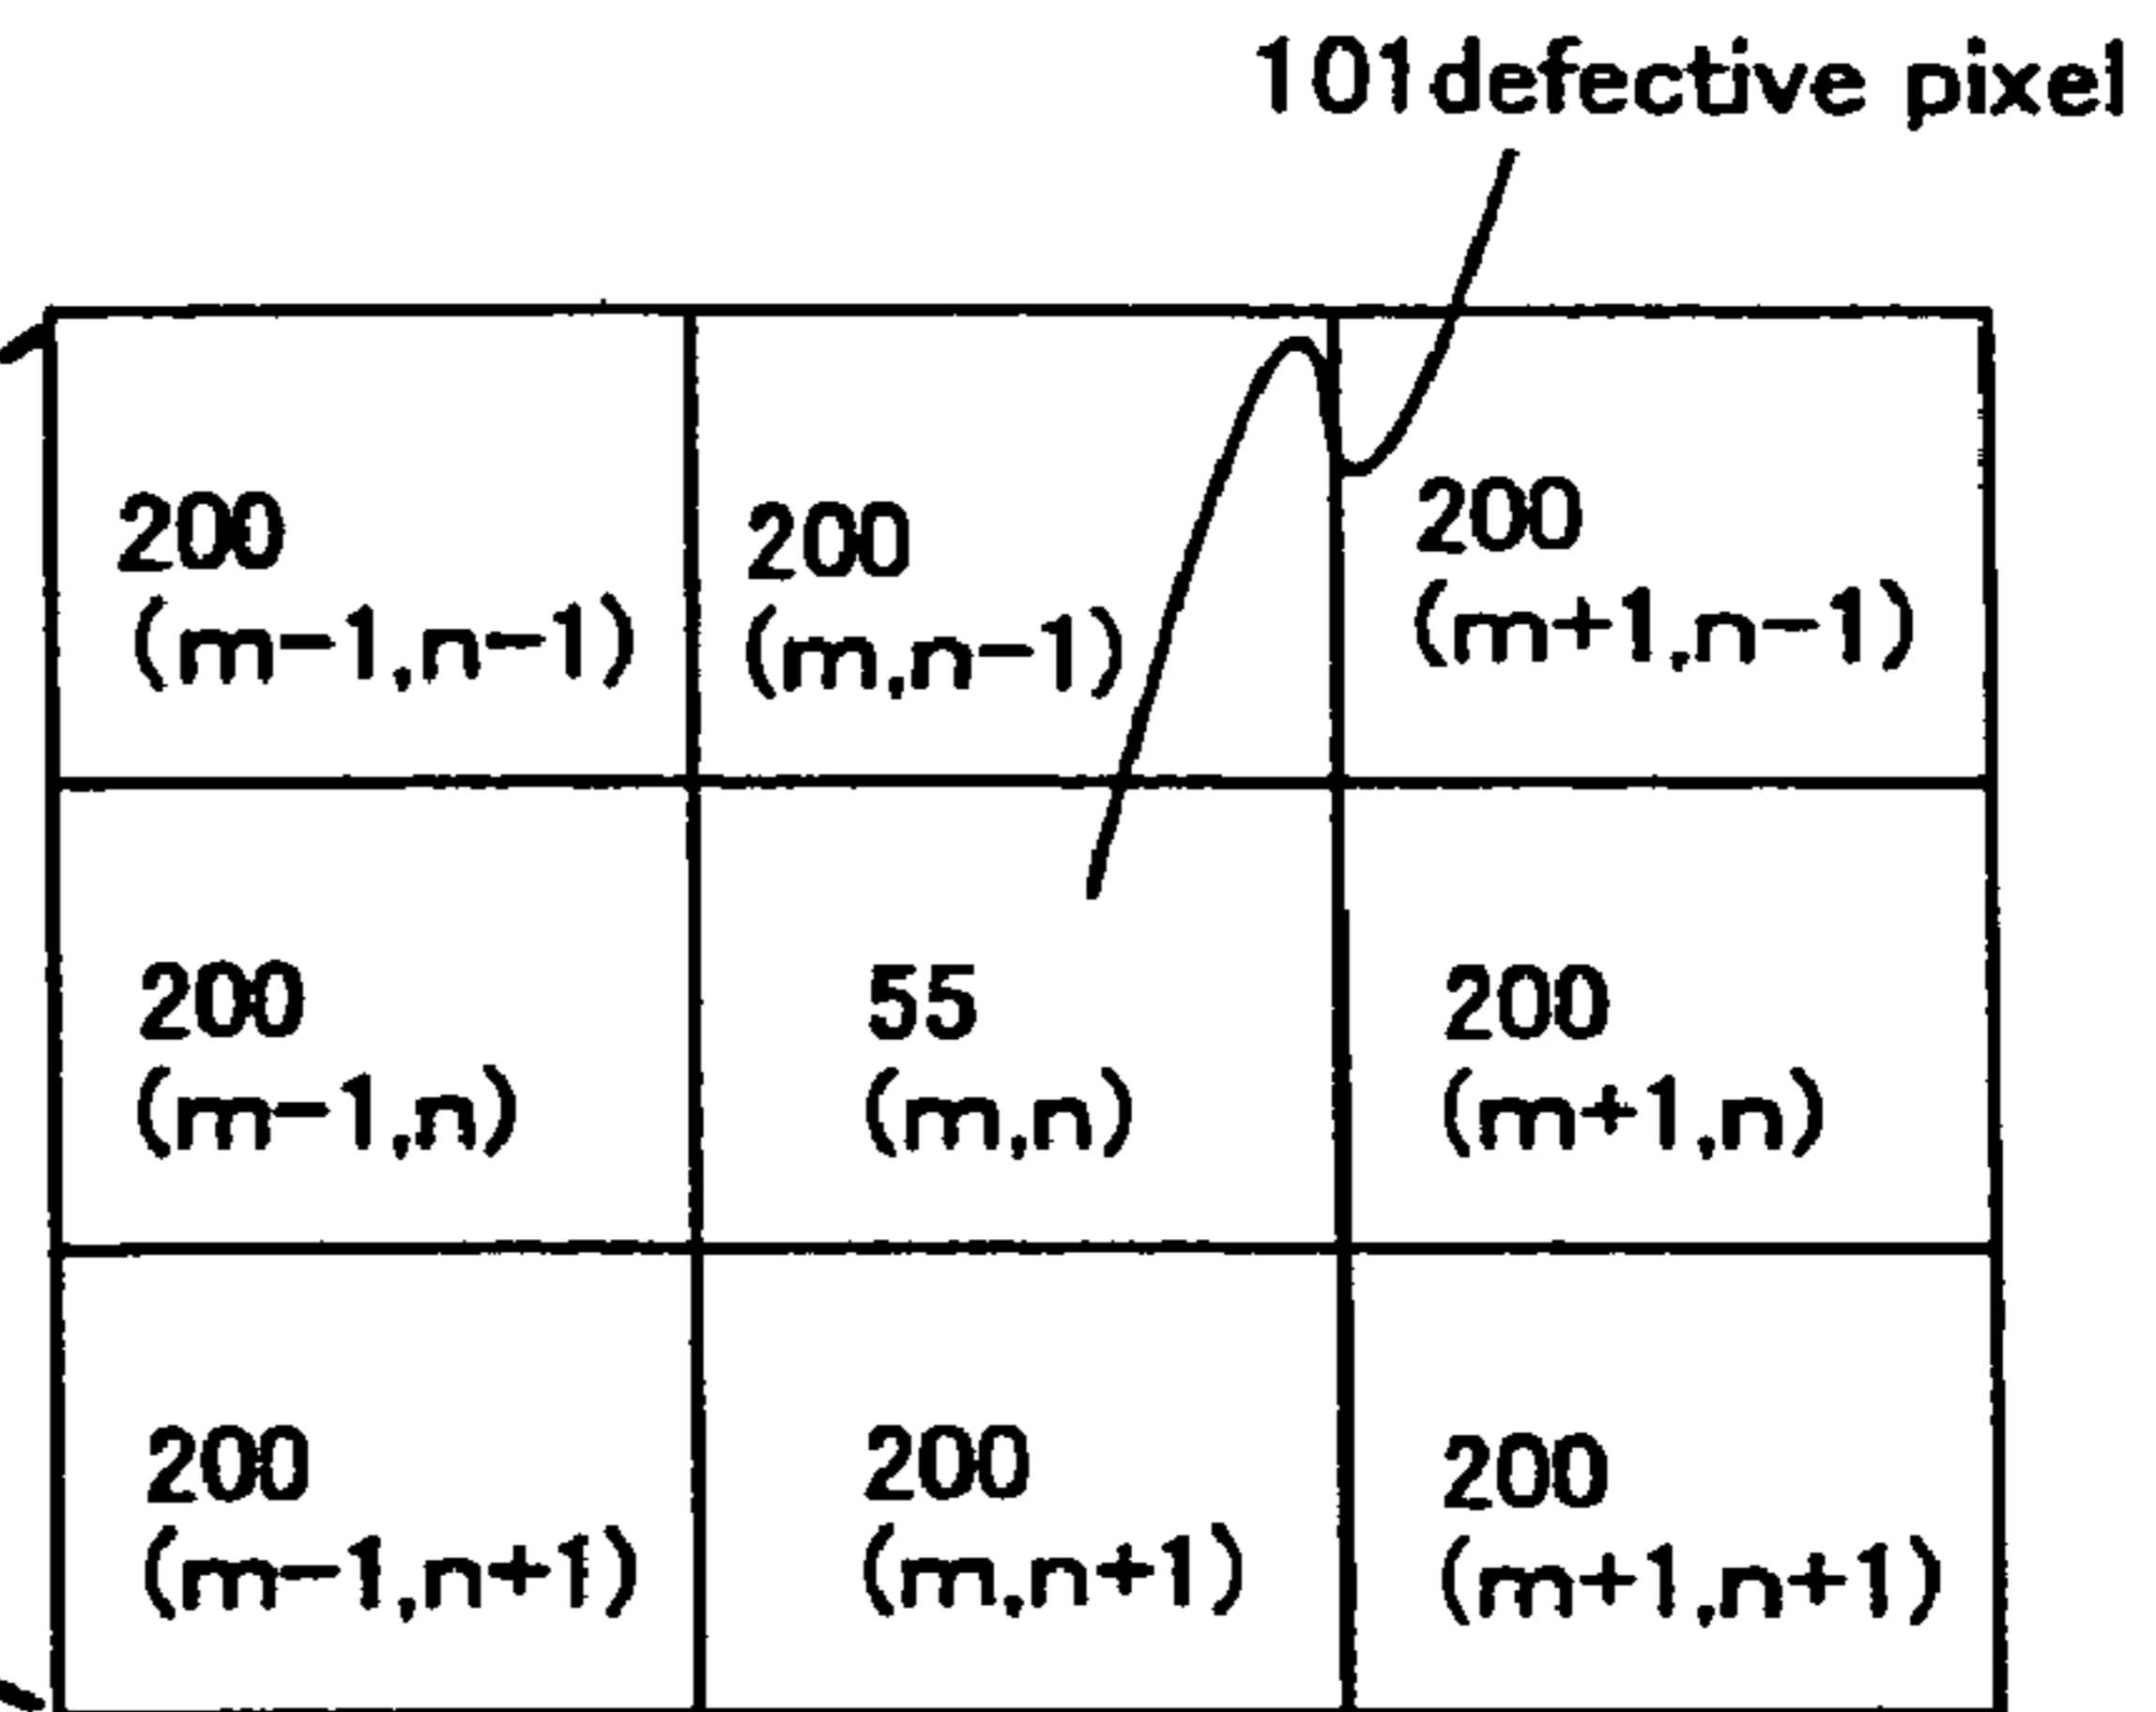 101defective pixel
200
(m-1,n-1)
200
(m,n-1)
200
(m+1,n-1)
200
(m-1,n)
55
(m,n)
200
(m+1,n)
200
(m-1,n+1)
200
(m,n+1)
200
(m+1,n+1)